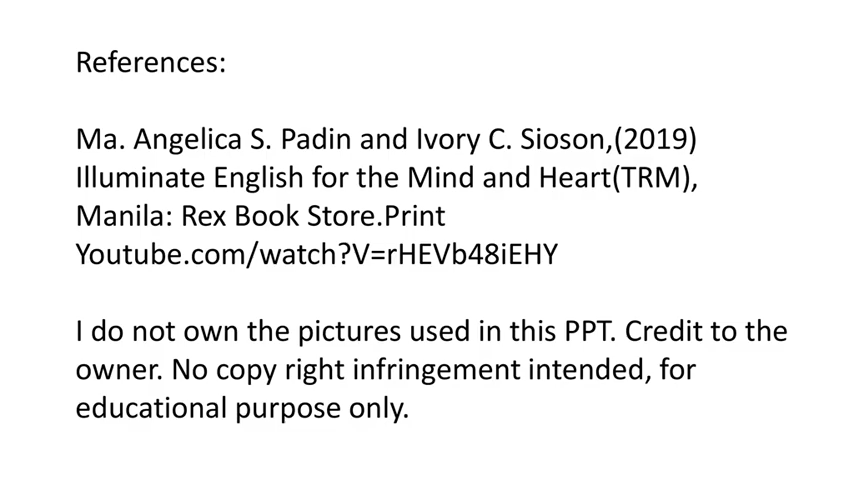 References:
Ma. Angelica S. Padin and Ivory C. Sioson,(2019)
Illuminate English for the Mind and Heart(TRM),
Manila: Rex Book Store.Print
Youtube.com/watch?V=rHEVb48iEHY
I do not own the pictures used in this PPT. Credit to the
owner. No copy right infringement intended, for
educational purpose only.